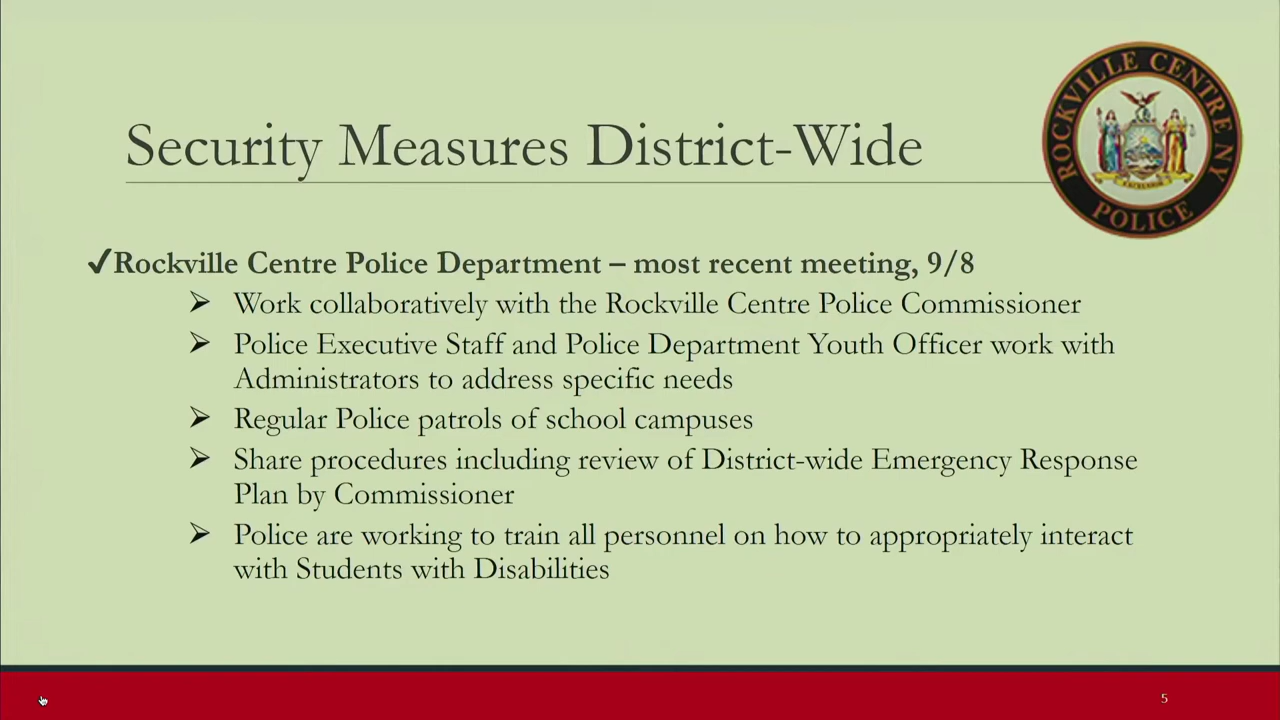 Security Measures District-Wide
ROCKVILLE CENTRE NY
POLICE
EXCELSIOR
✓Rockville Centre Police Department – most recent meeting, 9/8
➢ Work collaboratively with the Rockville Centre Police Commissioner
➢ Police Executive Staff and Police Department Youth Officer work with
Administrators to address specific needs
➢ Regular Police patrols of school campuses
➢ Share procedures including review of District-wide Emergency Response
Plan by Commissioner
➢ Police are working to train all personnel on how to appropriately interact
with Students with Disabilities
5